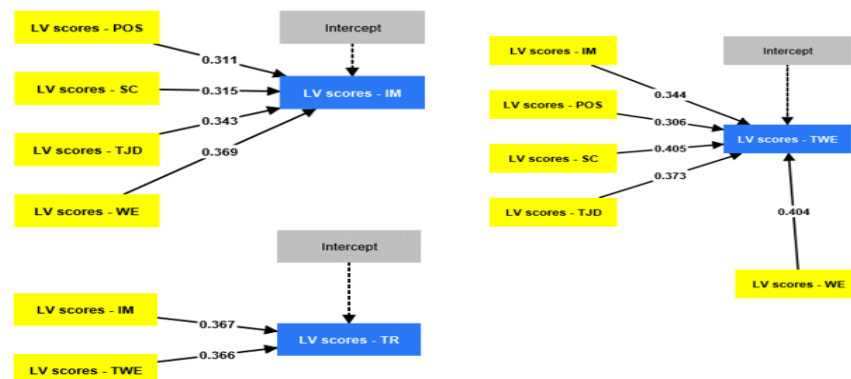 LV scores - POS
Intercept
0.311
LV scores - SC
0.315
LV scores - IM
0.343
LV scores - TJD
0.369
LV scores - WE
Intercept
LV scores - IM
0.367
LV scores - TR
0.366
LV scores - TWE
LV scores - IM
Intercept
0.344
LV scores - POS
0.306
LV scores - TWE
LV scores - SC
0.405
0.373
LV scores - TJD
0.404
LV scores - WE